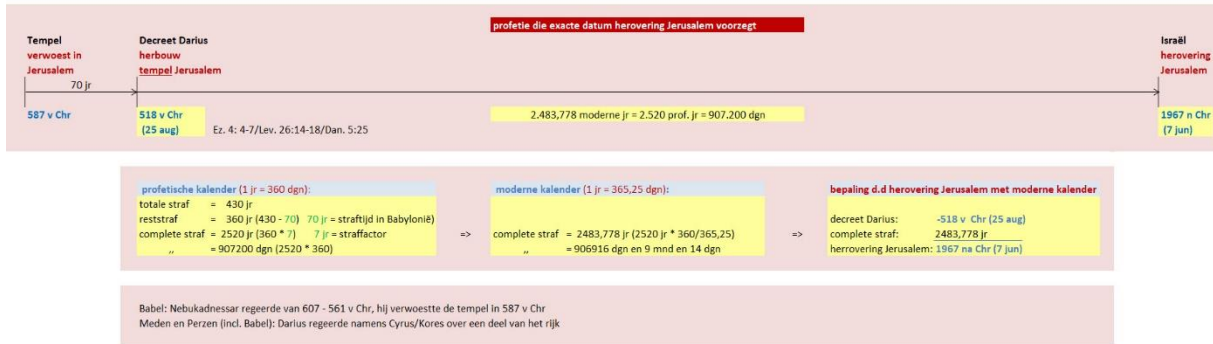 profetie die exacte datum herovering Jerusalem voorzegt
Tempel
verwoest in
Jerusalem
70 jr
Decreet Darius
herbouw
tempel Jerusalem
Israël
herovering
Jerusalem
587 v Chr
518 v Chr
(25 aug)
Ez. 4: 4-7/Lev. 26:14-18/Dan. 5:25
2.483,778 moderne jr = 2.520 prof. jr = 907.200 dgn
1967 n Chr
(7 jun)
profetische kalender (1 jr = 360 dgn):
totale straf = 430 jr
reststraf = 360 jr (430 - 70) 70 jr = straftijd in Babylonië)
complete straf = 2520 jr (360 * 7) 7 jr = straffactor
,, = 907200 dgn (2520 * 360)
=>
moderne kalender (1 jr = 365,25 dgn):
complete straf = 2483,778 jr (2520 jr * 360/365,25)
,, = 906916 dgn en 9 mnd en 14 dgn
=>
bepaling d.d herovering Jerusalem met moderne kalender
decreet Darius: -518 v Chr (25 aug)
complete straf: 2483,778 jr
herrovering Jerusalem: 1967 na Chr (7 jun)
Babel: Nebukadnessar regeerde van 607 - 561 v Chr, hij verwoestte de tempel in 587 v Chr
Meden en Perzen (incl. Babel): Darius regeerde namens Cyrus/Kores over een deel van het rijk